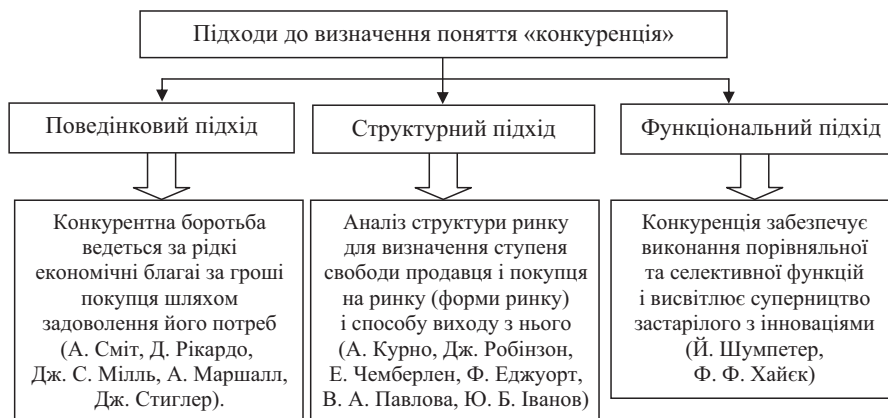 Підходи до визначення поняття «конкуренція»
Поведінковий підхід
Структурний підхід
Функціональний підхід
Конкурентна боротьба
ведеться за рідкі
економічні благаі за гроші
покупця шляхом
задоволення його потреб
(А. Сміт, Д. Рікардо,
Дж. С. Мілль, А. Маршалл,
Дж. Стиглер).
Аналіз структури ринку
для визначення ступеня
свободи продавця і покупця
на ринку (форми ринку)
і способу виходу з нього
(А. Курно, Дж. Робінзон,
Е. Чемберлен, Ф. Еджуорт,
В. А. Павлова, Ю. Б. Іванов)
Конкуренція забезпечує
виконання порівняльної
та селективної функцій
і висвітлює суперництво
застарілого з інноваціями
(Й. Шумпетер,
Ф. Ф. Хайєк)